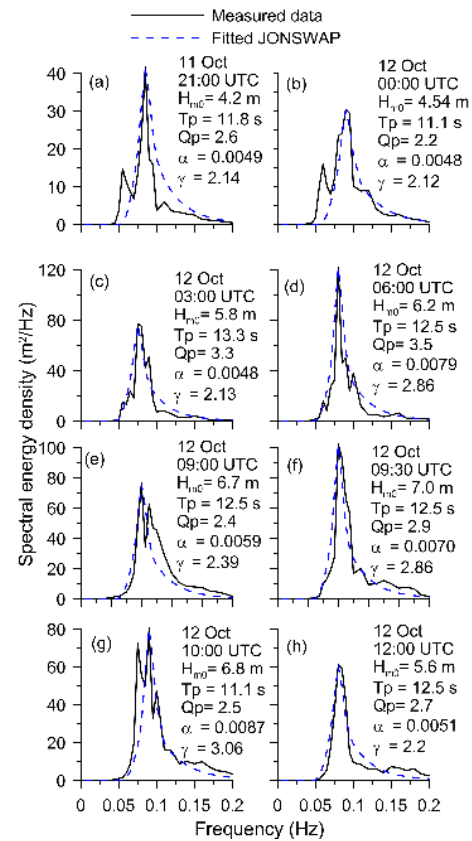 Measured data
Fitted JONSWAP
(a)
11 Oct
21:00 UTC
Hm0= 4.2 m
Tp = 11.8 s
Qp= 2.6
α = 0.0049
γ = 2.14
40
30
20
10
0
(b)
12 Oct
00:00 UTC
Hm0= 4.54 m
Tp = 11.1 s
Qp= 2.2
α = 0.0048
γ = 2.12
(c)
12 Oct
03:00 UTC
Hm0= 5.8 m
Tp = 13.3 s
Qp= 3.3
α = 0.0048
γ = 2.13
120
80
40
0
(d)
12 Oct
06:00 UTC
Hm0= 6.2 m
Tp = 12.5 s
Qp= 3.5
α = 0.0079
γ = 2.86
Spectral energy density (m²/Hz)
(e)
12 Oct
09:00 UTC
Hm0= 6.7 m
Tp = 12.5 s
Qp= 2.4
α = 0.0059
γ = 2.39
100
80
60
40
20
0
(f)
12 Oct
09:30 UTC
Hm0= 7.0 m
Tp = 12.5 s
Qp= 2.9
α = 0.0070
γ = 2.86
(g)
12 Oct
10:00 UTC
Hm0= 6.8 m
Tp = 11.1 s
Qp= 2.5
α = 0.0087
γ = 3.06
80
60
40
20
0
(h)
12 Oct
12:00 UTC
Hm0= 5.6 m
Tp = 12.5 s
Qp= 2.7
α = 0.0051
γ = 2.2
0 0.05 0.1 0.15 0.2
0 0.05 0.1 0.15 0.2
Frequency (Hz)